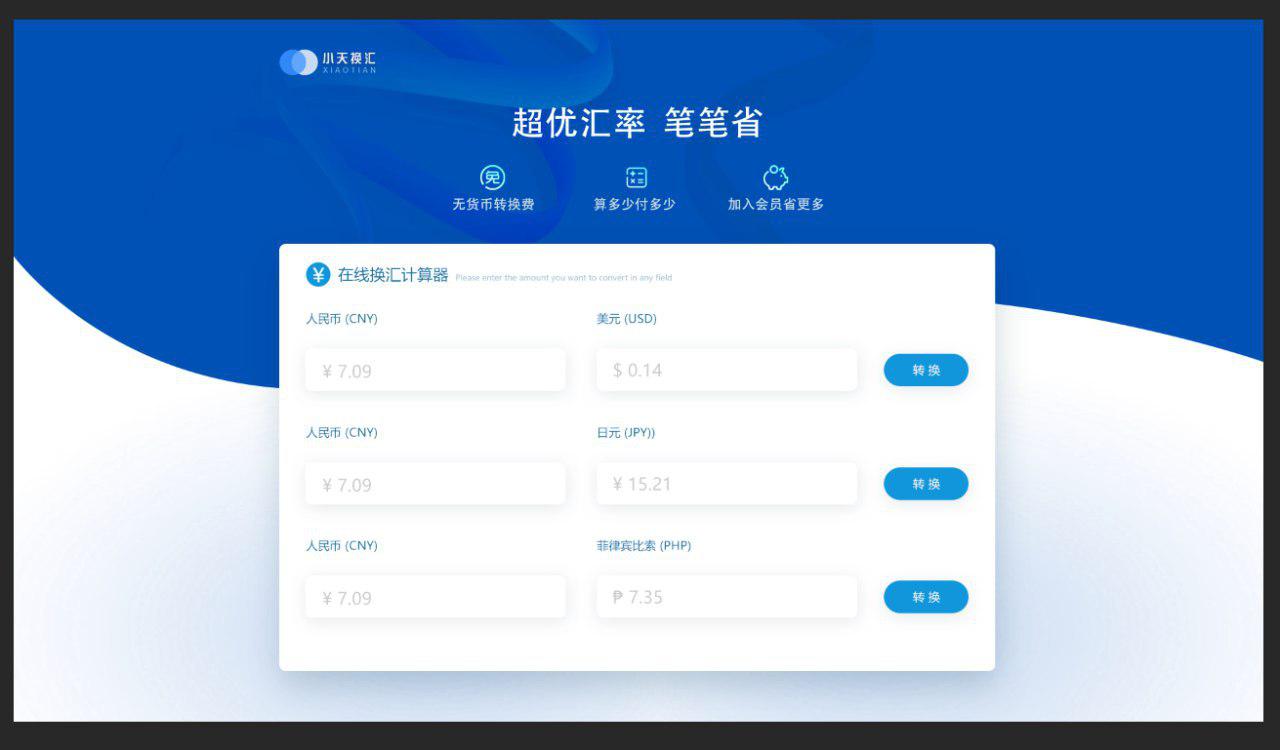 小天换汇
XIAOTIAN
超优汇率 笔笔省
免
无货币转换费
算多少付多少
加入会员省更多
¥ 在线换汇计算器 Please enter the amount you want to convert in any field
人民币 (CNY) 美元 (USD)
¥ 7.09 $ 0.14 转 换
人民币 (CNY) 日元 (JPY))
¥ 7.09 ¥ 15.21 转 换
人民币 (CNY) 菲律宾比索 (PHP)
¥ 7.09 ₱ 7.35 转 换